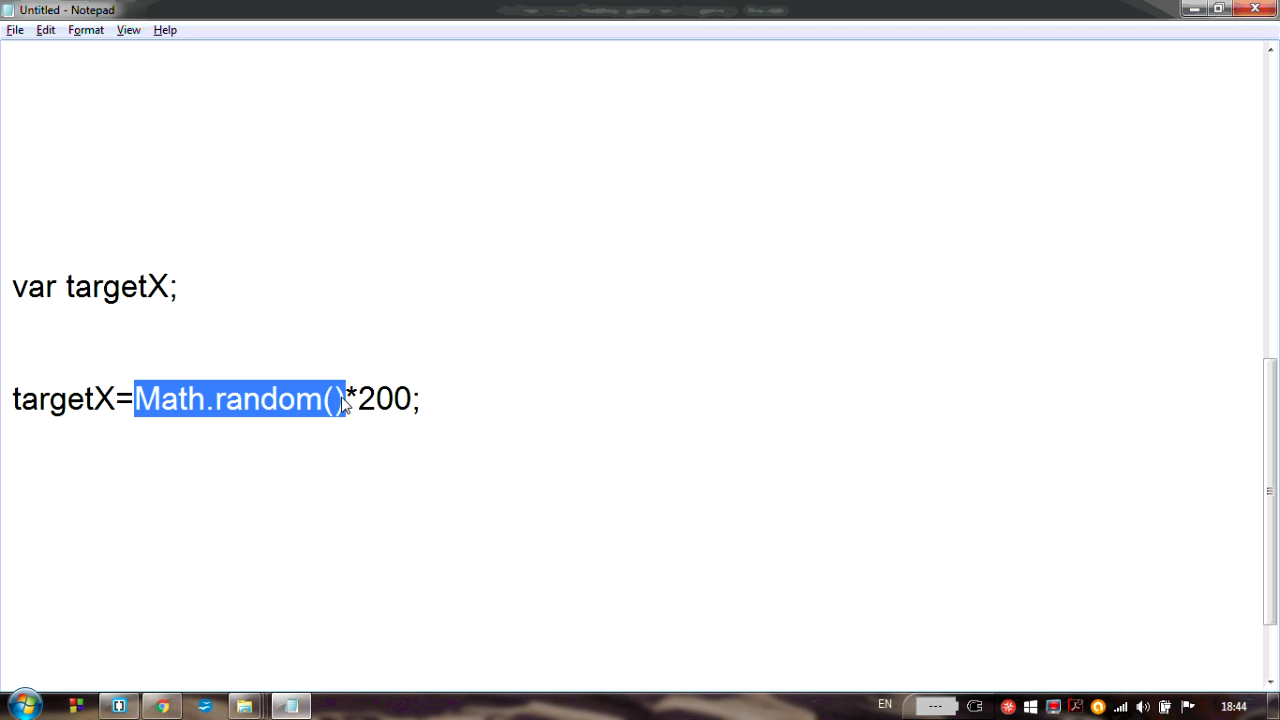 Untitled - Notepad
File Edit Format View Help
var targetX;
targetX=Math.random()*200;
EN
---
18:44